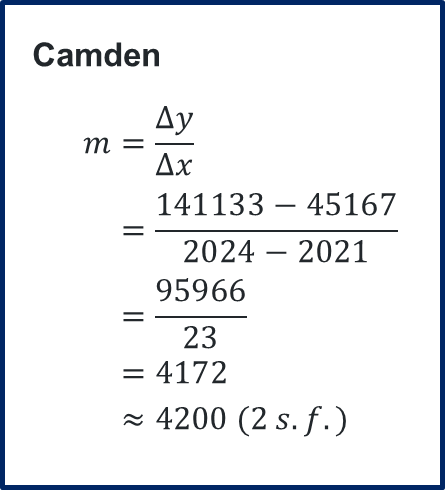 Camden
m = Δy/Δx
= (141133 − 45167)/(2024 − 2021)
= 95966/23
= 4172
≈ 4200 (2 s.f.)